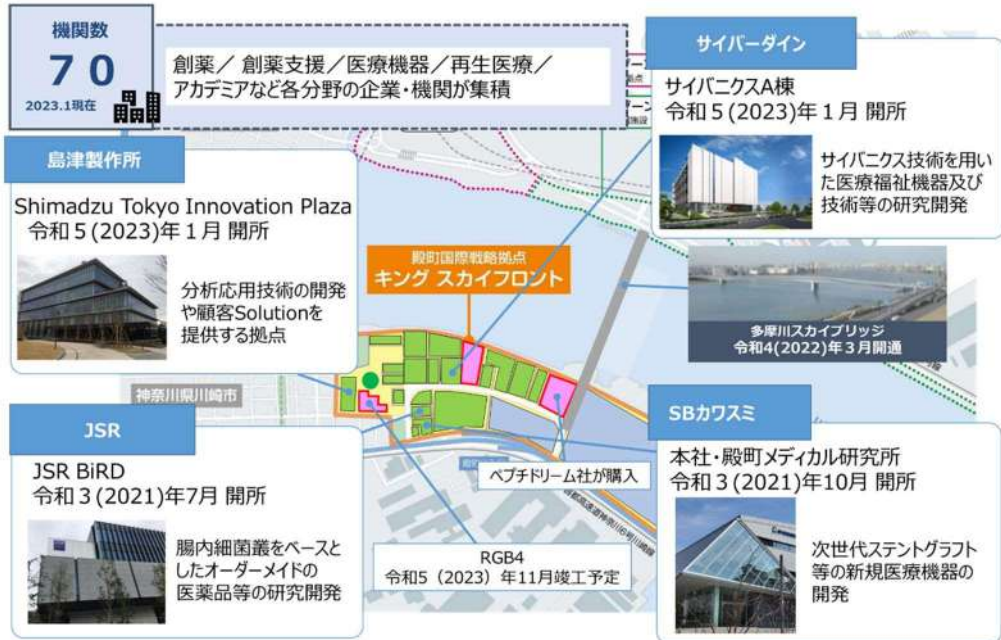 機関数
７０
2023.1現在
創薬／ 創薬支援／医療機器／再生医療／
アカデミアなど各分野の企業・機関が集積
サイバーダイン
サイバニクスA棟
令和５(2023)年１月 開所
サイバニクス技術を用い
た医療福祉機器及び
技術等の研究開発
島津製作所
Shimadzu Tokyo Innovation Plaza
令和５(2023)年１月 開所
分析応用技術の開発
や顧客Solutionを
提供する拠点
殿町国際戦略拠点
キング スカイフロント
多摩川スカイブリッジ
令和4(2022)年３月開通
神奈川県川崎市
JSR
JSR BiRD
令和３(2021)年7月 開所
腸内細菌叢をベースと
したオーダーメイドの
医薬品等の研究開発
ペプチドリーム社が購入
RGB4
令和5（2023）年11月竣工予定
首都高速神奈川6号川崎線
SBカワスミ
本社・殿町メディカル研究所
令和３(2021)年10月 開所
次世代ステントグラフト
等の新規医療機器の
開発